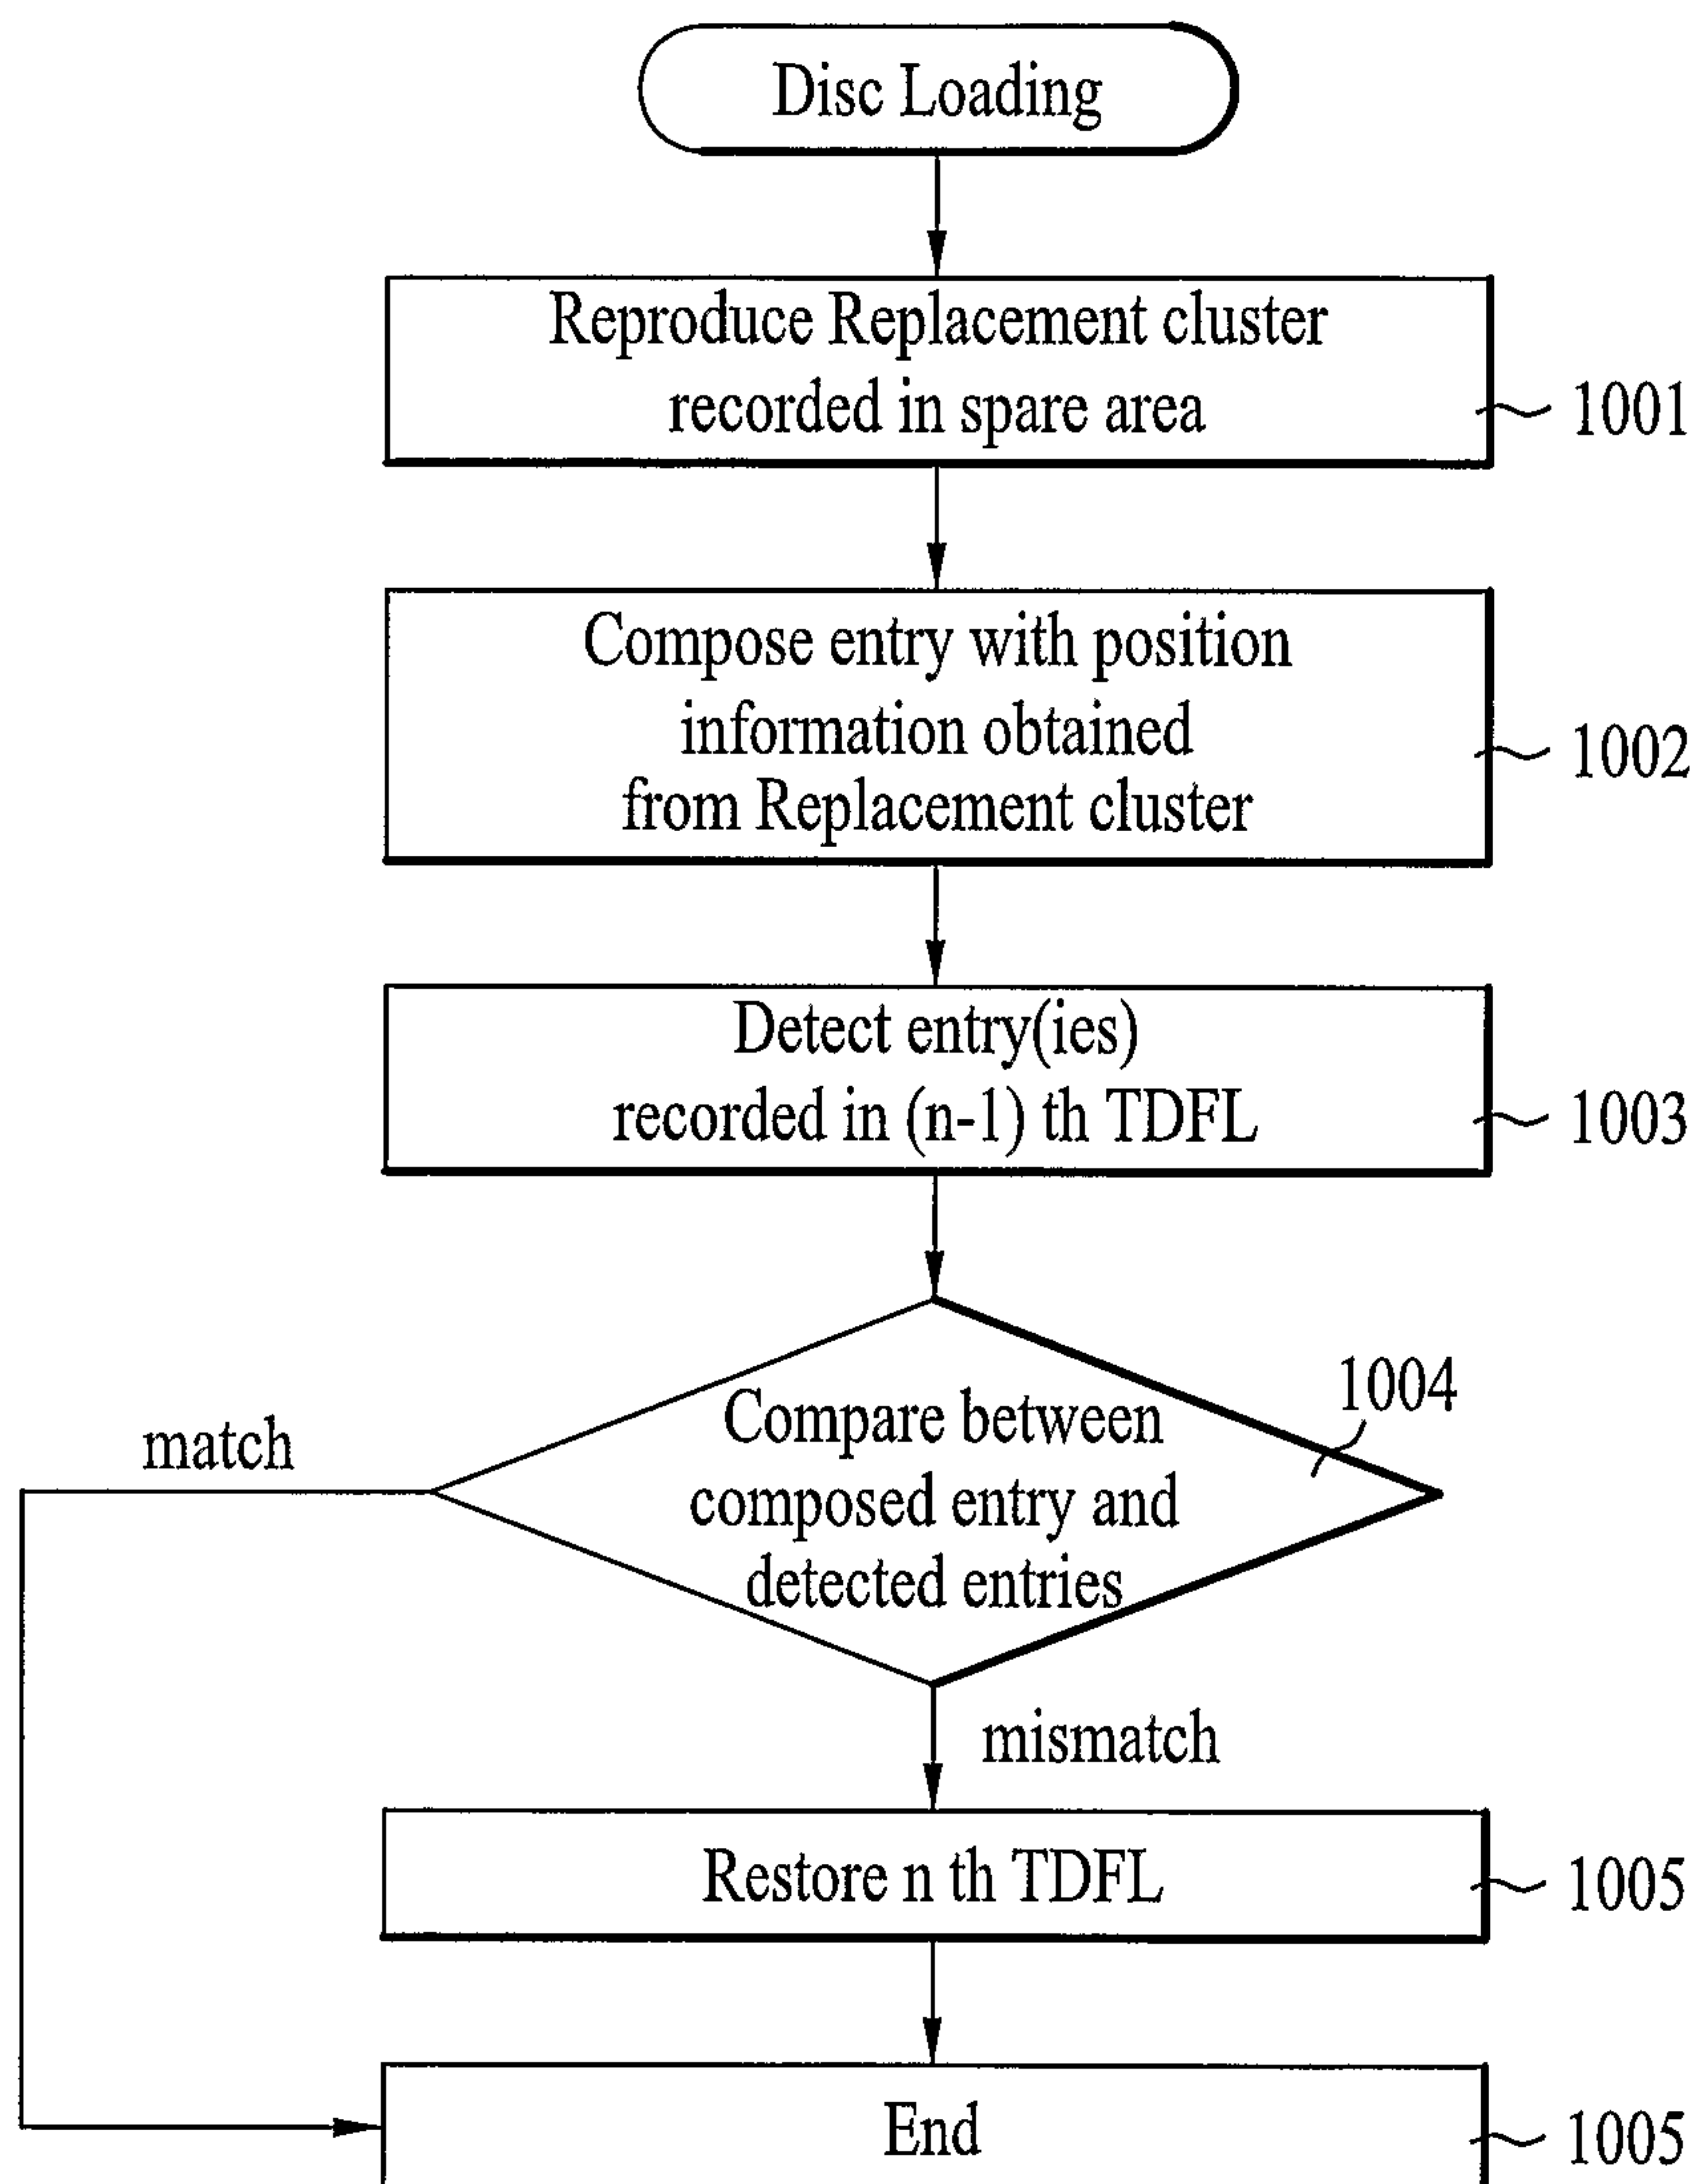 Disc Loading
Reproduce Replacement cluster
recorded in spare area
1001
Compose entry with position
information obtained
from Replacement cluster
1002
Detect entry(ies)
recorded in (n-1) th TDFL
1003
1004
Compare between
composed entry and
detected entries
match
mismatch
Restore n th TDFL
1005
End
1005